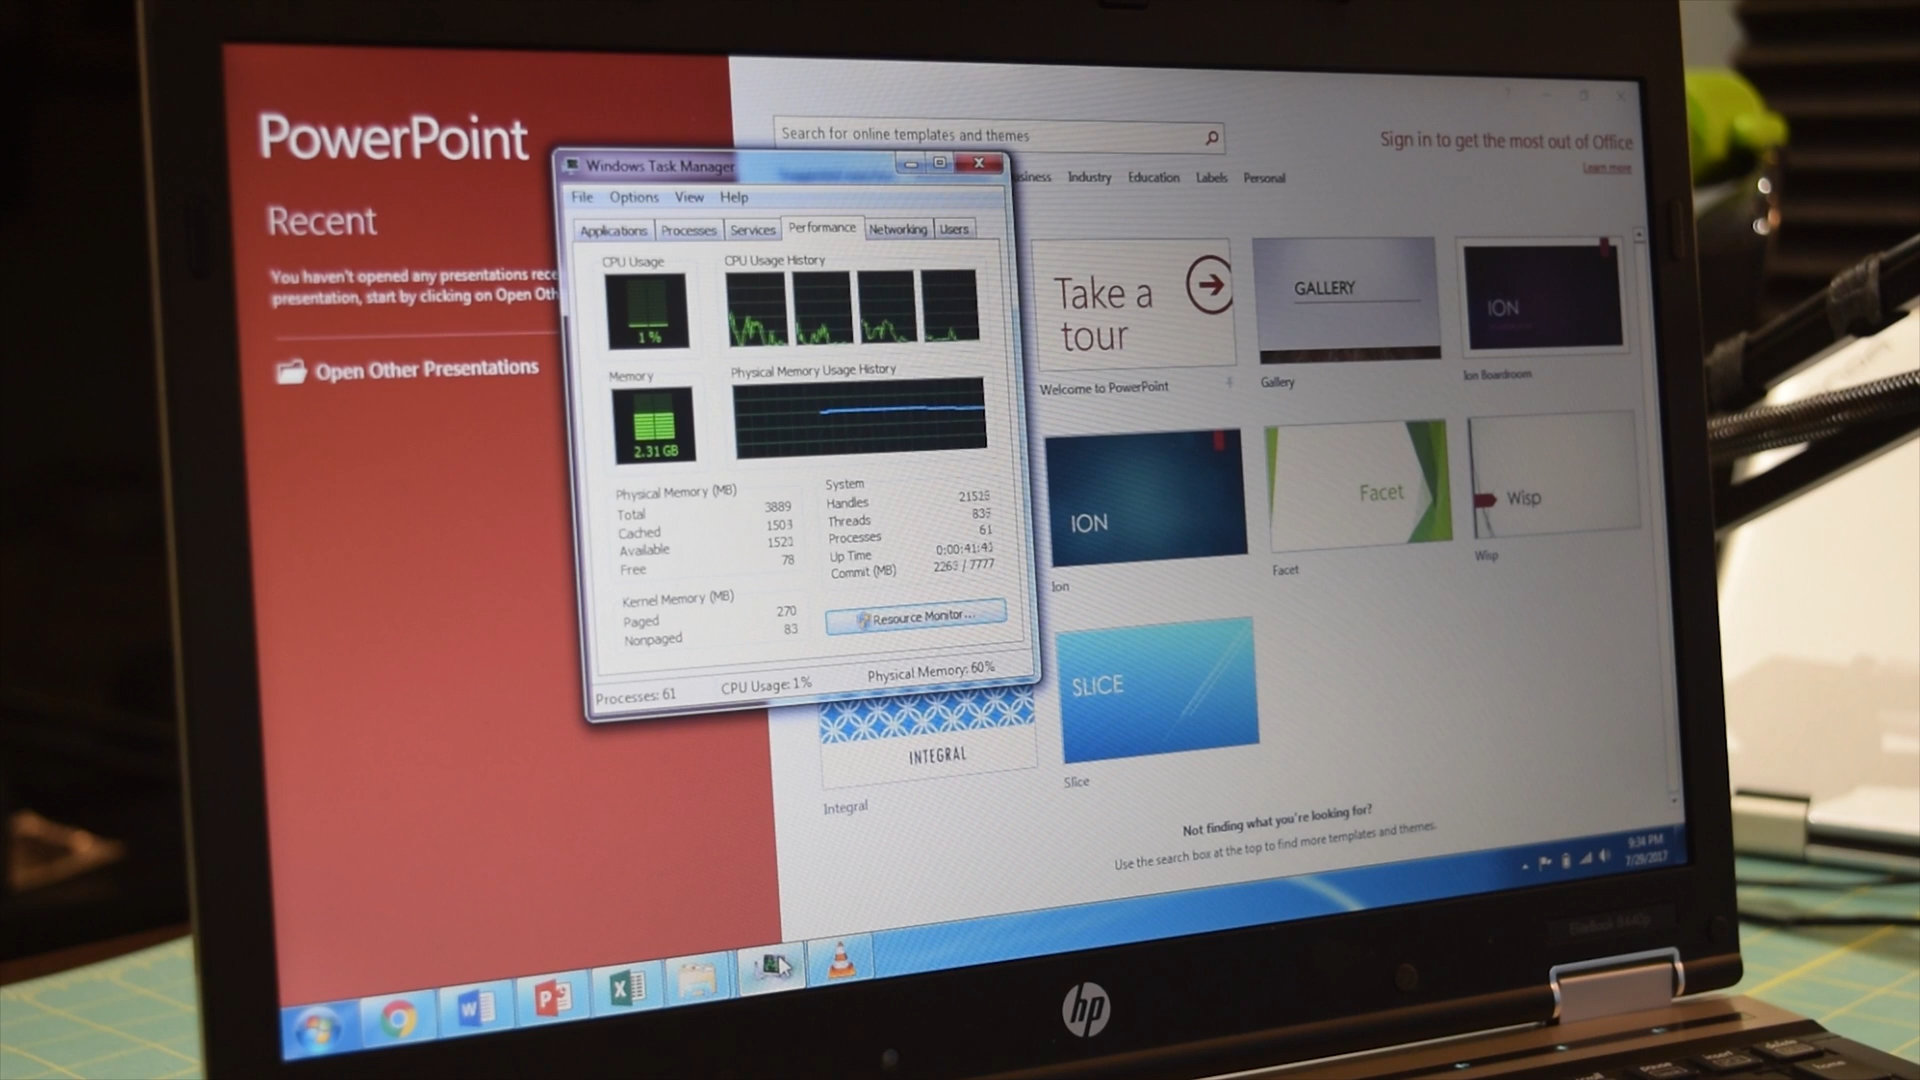 PowerPoint
Recent
You haven't opened any presentations rece
presentation, start by clicking on Open Oth
Open Other Presentations
Search for online templates and themes
Sign in to get the most out of Office
Learn more
usiness Industry Education Labels Personal
Windows Task Manager
File Options View Help
Applications Processes Services Performance Networking Users
CPU Usage
CPU Usage History
1 %
Memory
Physical Memory Usage History
2.31 GB
Physical Memory (MB)
Total 3889
Cached 1503
Available 1521
Free 78
Kernel Memory (MB)
Paged 270
Nonpaged 83
System
Handles
Threads
Processes 61
Up Time 0:00:41:41
Commit (MB) 2263 / 7777
Resource Monitor...
Processes: 61 CPU Usage: 1% Physical Memory: 60%
Take a
tour
Welcome to PowerPoint
GALLERY
Gallery
ION
Ion Boardroom
ION
Ion
Facet
Facet
Wisp
Wisp
INTEGRAL
Integral
SLICE
Slice
Not finding what you're looking for?
Use the search box at the top to find more templates and themes.
9:34 PM
7/29/2017
hp